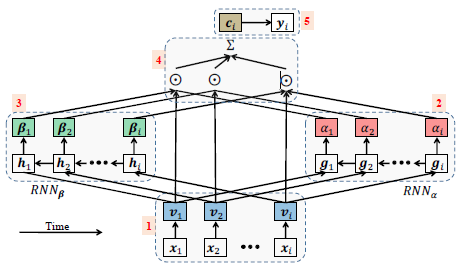 c_i y_i 5
4 Σ
3 2
β_1 β_2 β_i α_1 α_2 α_i
h_1 h_2 ••• h_i g_1 g_2 ••• g_i
RNN_β RNN_α
1 v_1 v_2 v_i
Time
x_1 x_2 ••• x_i